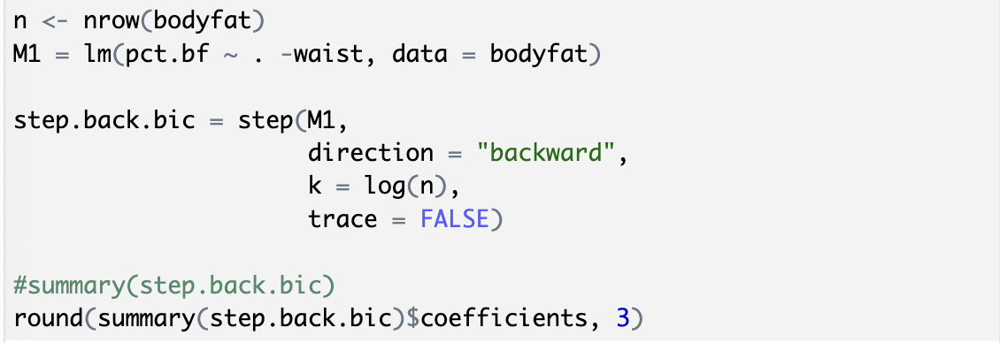 n <- nrow(bodyfat)
M1 = lm(pct.bf ~ . -waist, data = bodyfat)
step.back.bic = step(M1,
direction = "backward",
k = log(n),
trace = FALSE)
#summary(step.back.bic)
round(summary(step.back.bic)$coefficients, 3)